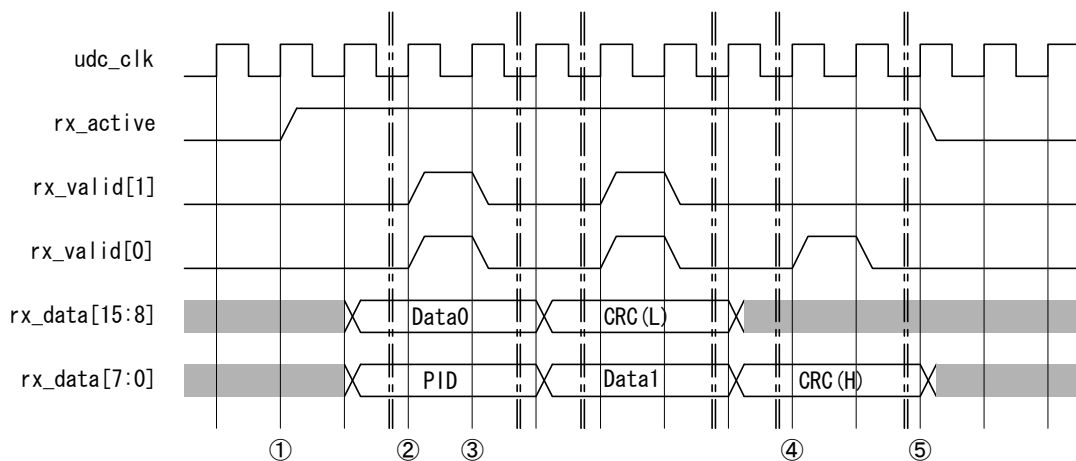 udc_clk
rx_active
rx_valid[1]
rx_valid[0]
rx_data[15:8] Data0 CRC(L)
rx_data[7:0] PID Data1 CRC(H)
① ② ③ ④ ⑤